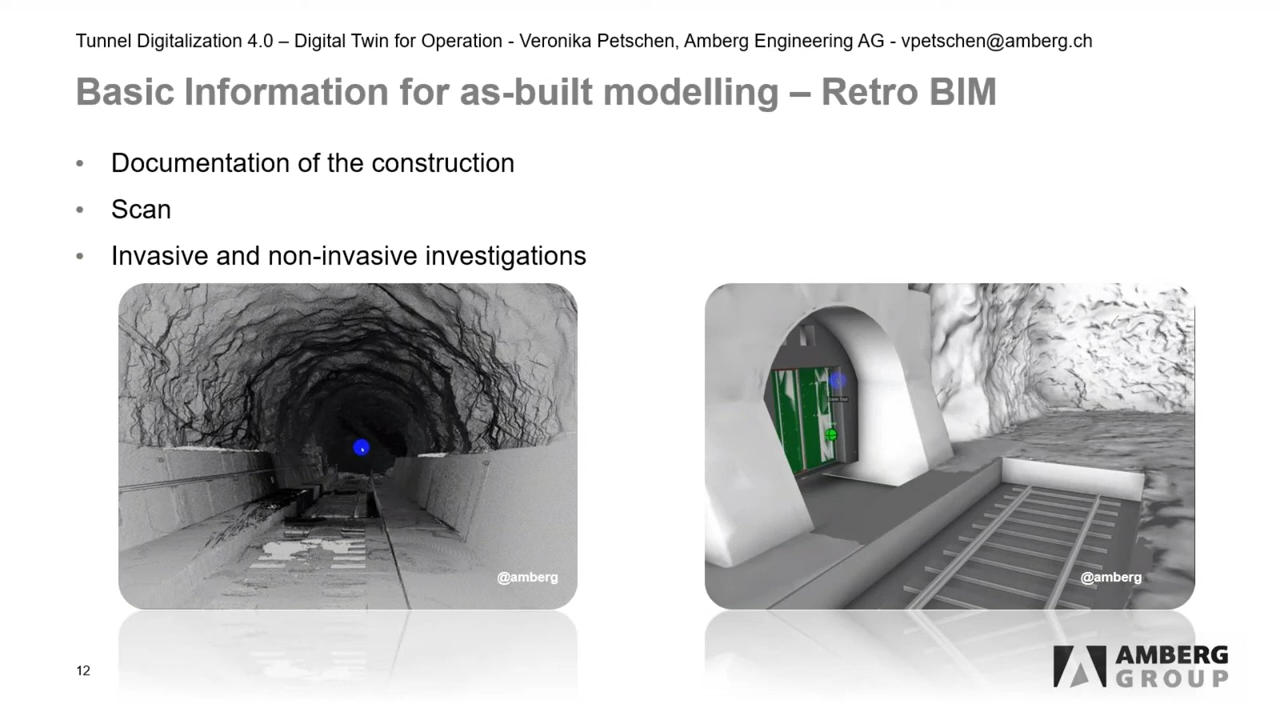 Tunnel Digitalization 4.0 – Digital Twin for Operation - Veronika Petschen, Amberg Engineering AG - vpetschen@amberg.ch
Basic Information for as-built modelling – Retro BIM
• Documentation of the construction
• Scan
• Invasive and non-invasive investigations
@amberg
@amberg
12
AMBERG
GROUP